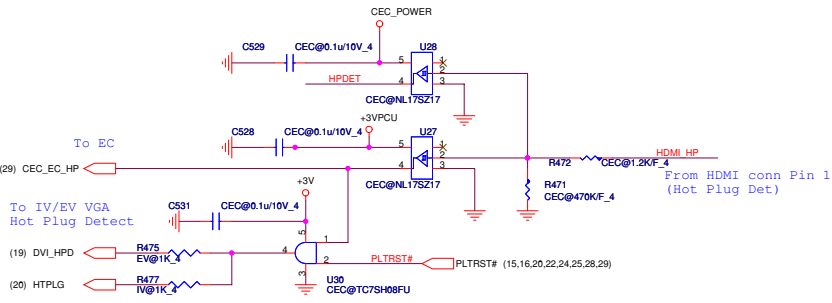 CEC_POWER
C529
CEC@0.1u/10V_4
U28
5
1
2
4
3
HPDET
CEC@NL17SZ17
+3VPCU
C528
CEC@0.1u/10V_4
U27
5
1
2
4
3
CEC@NL17SZ17
To EC
(29) CEC_EC_HP
R472
CEC@1.2K/F_4
HDMI_HP
R471
CEC@470K/F_4
From HDMI conn Pin 1
(Hot Plug Det)
+3V
C531
CEC@0.1u/10V_4
To IV/EV VGA
Hot Plug Detect
5
1
4
2
3
(19) DVI_HPD
R475
EV@1K_4
(20) HTPLG
R477
IV@1K_4
U30
CEC@TC7SH08FU
PLTRST#
PLTRST# (15,16,20,22,24,25,28,29)